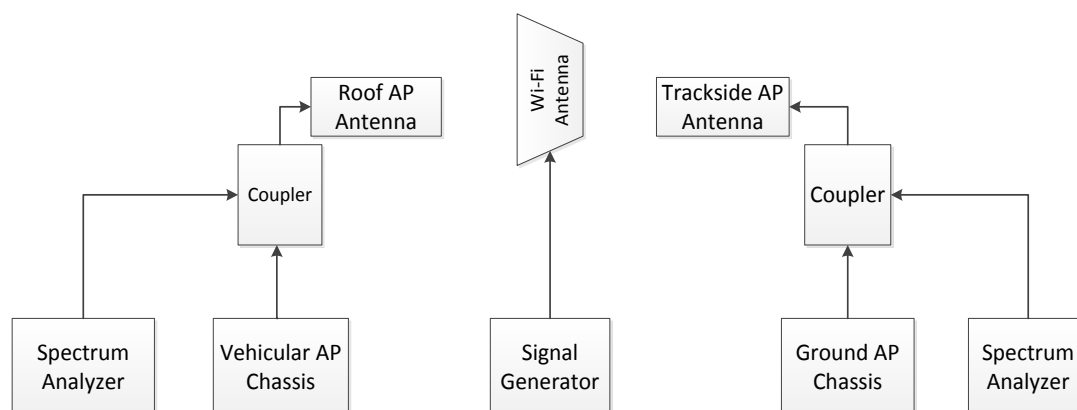 Roof AP
Antenna
Wi-Fi
Antenna
Trackside AP
Antenna
Coupler
Coupler
Spectrum
Analyzer
Vehicular AP
Chassis
Signal
Generator
Ground AP
Chassis
Spectrum
Analyzer